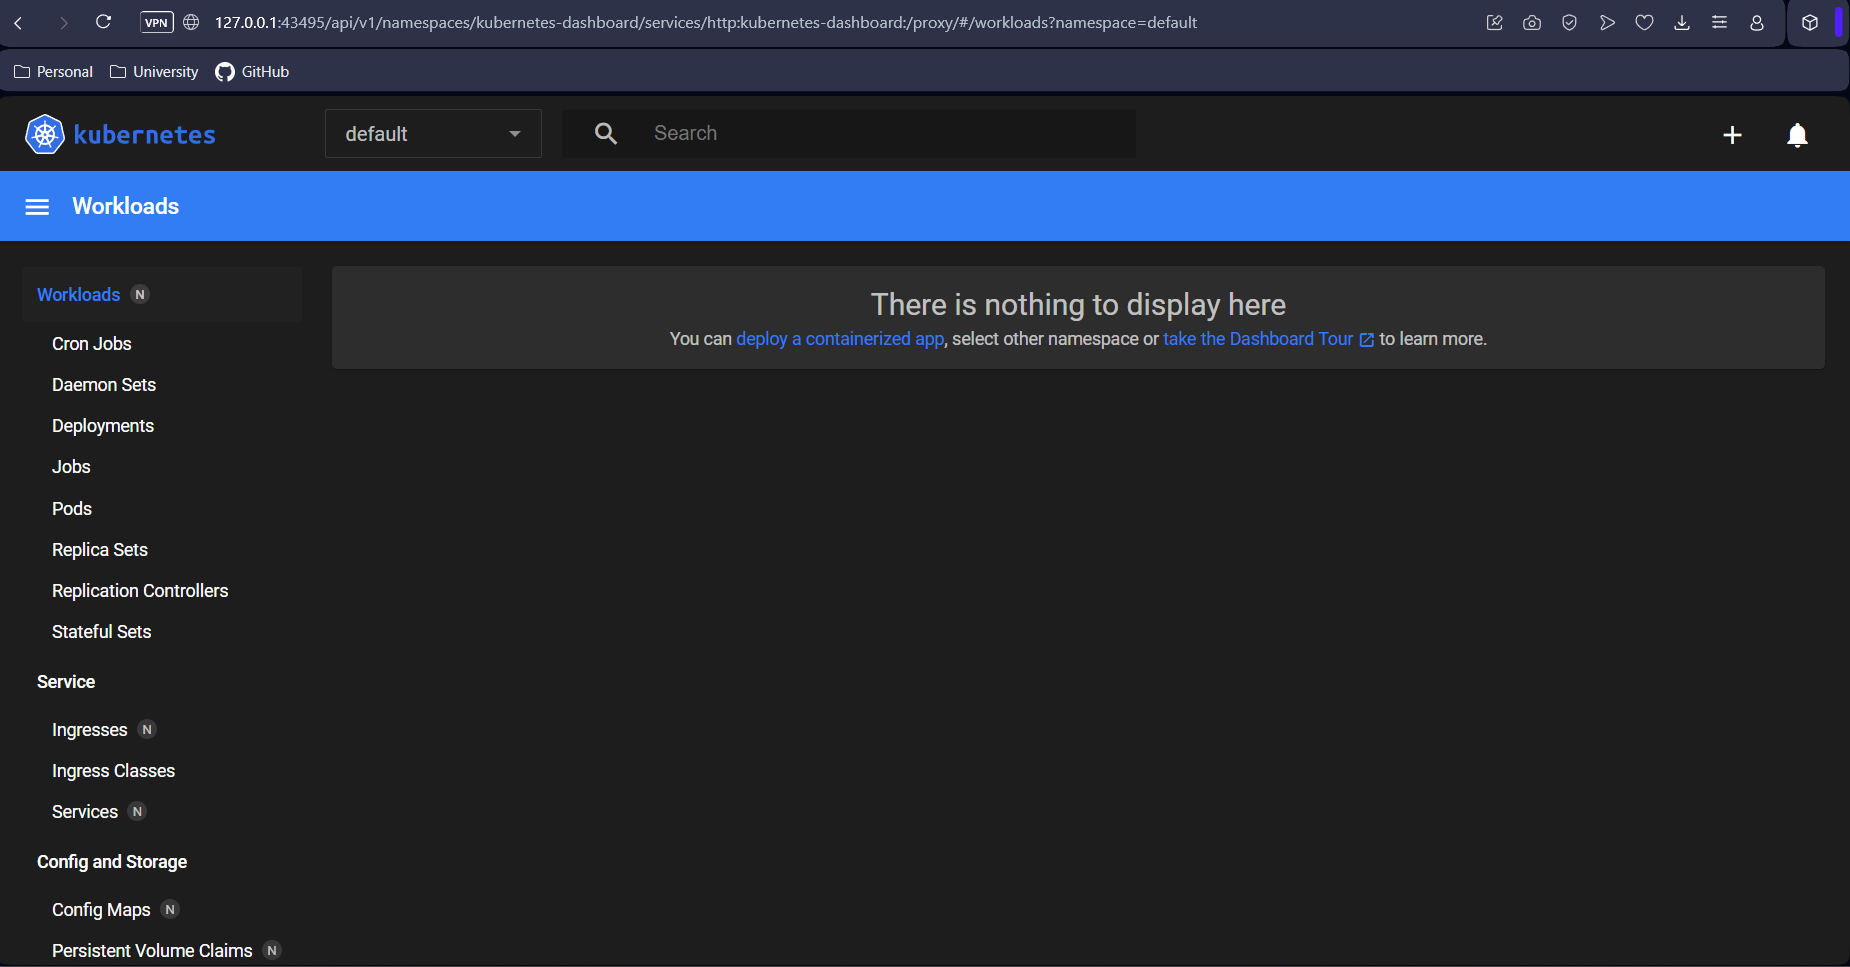 VPN 127.0.0.1:43495/api/v1/namespaces/kubernetes-dashboard/services/http:kubernetes-dashboard:/proxy/#/workloads?namespace=default
Personal University GitHub
kubernetes default Search
Workloads
Workloads N
There is nothing to display here
You can deploy a containerized app, select other namespace or take the Dashboard Tour to learn more.
Cron Jobs
Daemon Sets
Deployments
Jobs
Pods
Replica Sets
Replication Controllers
Stateful Sets
Service
Ingresses N
Ingress Classes
Services N
Config and Storage
Config Maps N
Persistent Volume Claims N